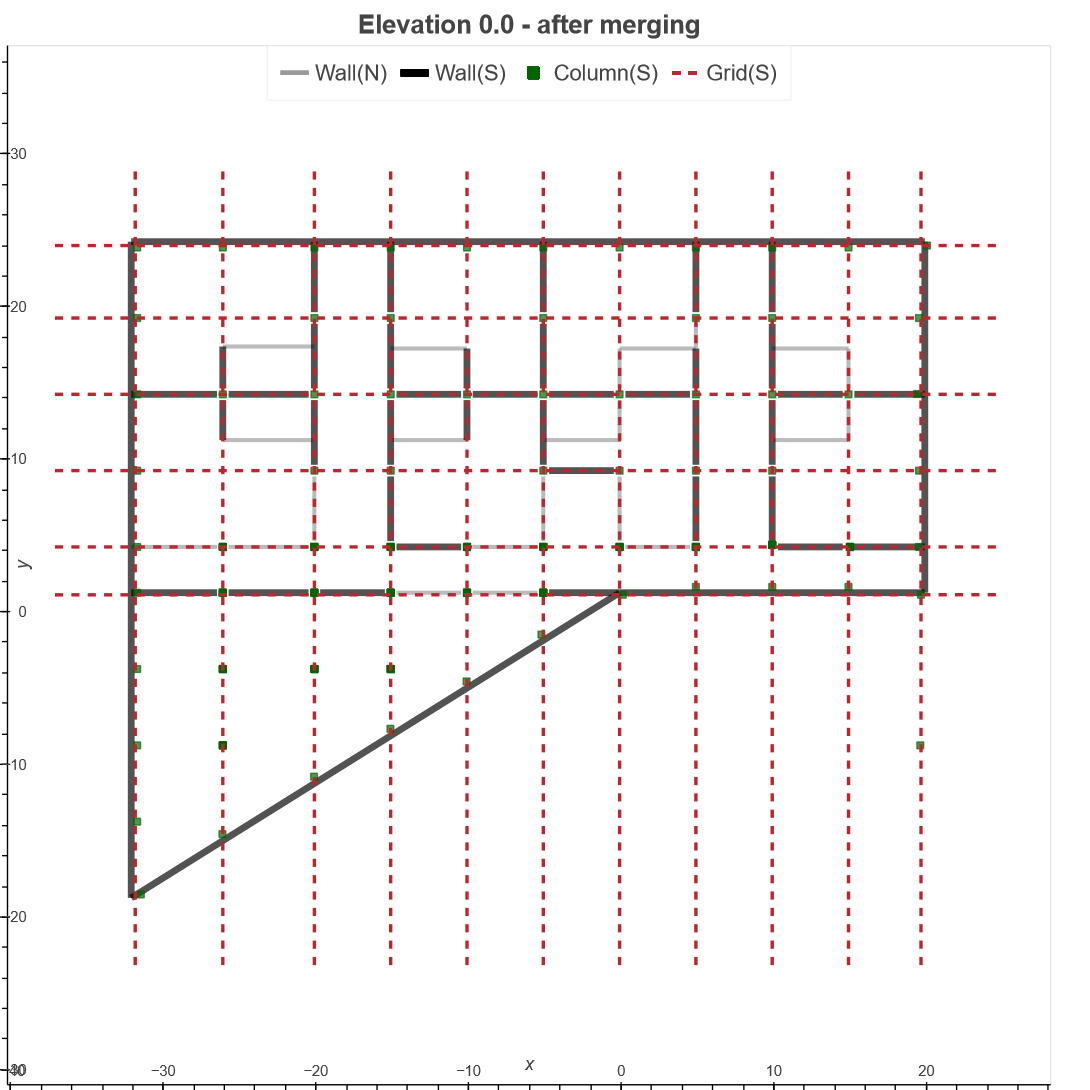 Elevation 0.0 - after merging
Wall(N) Wall(S) Column(S) Grid(S)
30
20
10
y
0
−10
−20
x
−30 −20 −10 0 10 20